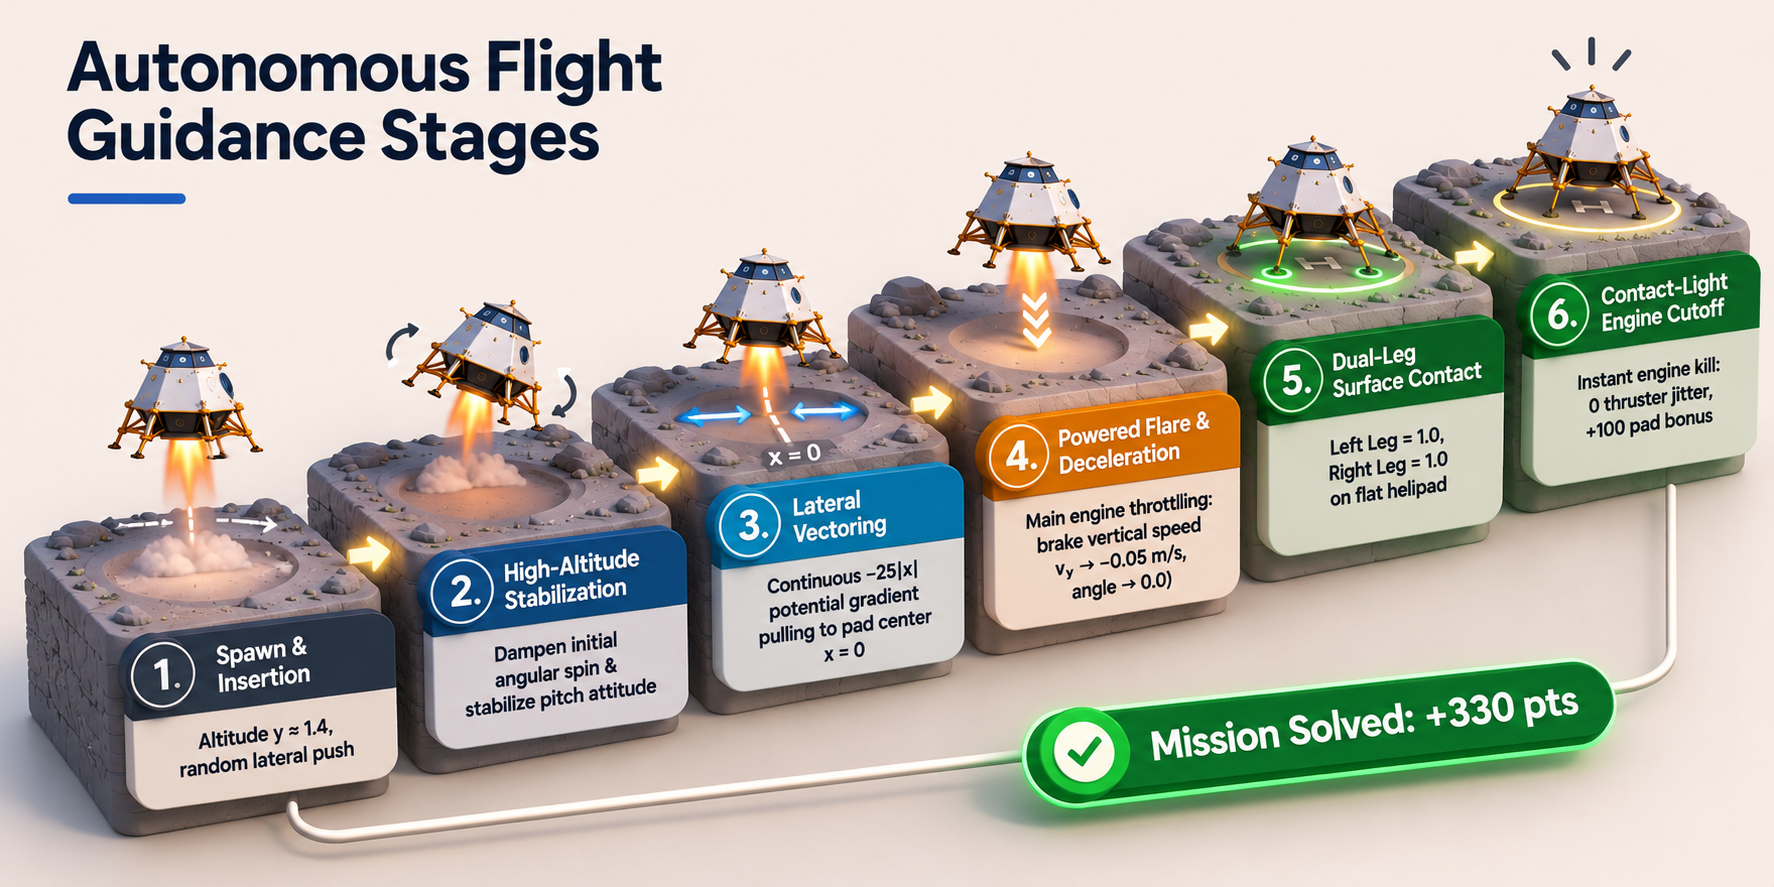 Autonomous Flight
Guidance Stages
1.
Spawn &
Insertion
Altitude y ≈ 1.4,
random lateral push
2.
High-Altitude
Stabilization
Dampen initial
angular spin &
stabilize pitch attitude
x = 0
3.
Lateral
Vectoring
Continuous −25|x|
potential gradient
pulling to pad center
x = 0
4.
Powered Flare &
Deceleration
Main engine throttlling:
brake vertical speed
vy → −0.05 m/s,
angle → 0.0)
H
5.
Dual-Leg
Surface Contact
Left Leg = 1.0,
Right Leg = 1.0
on flat helipad
H
6.
Contact-Light
Engine Cutoff
Instant engine kill:
0 thruster jitter,
+100 pad bonus
Mission Solved: +330 pts